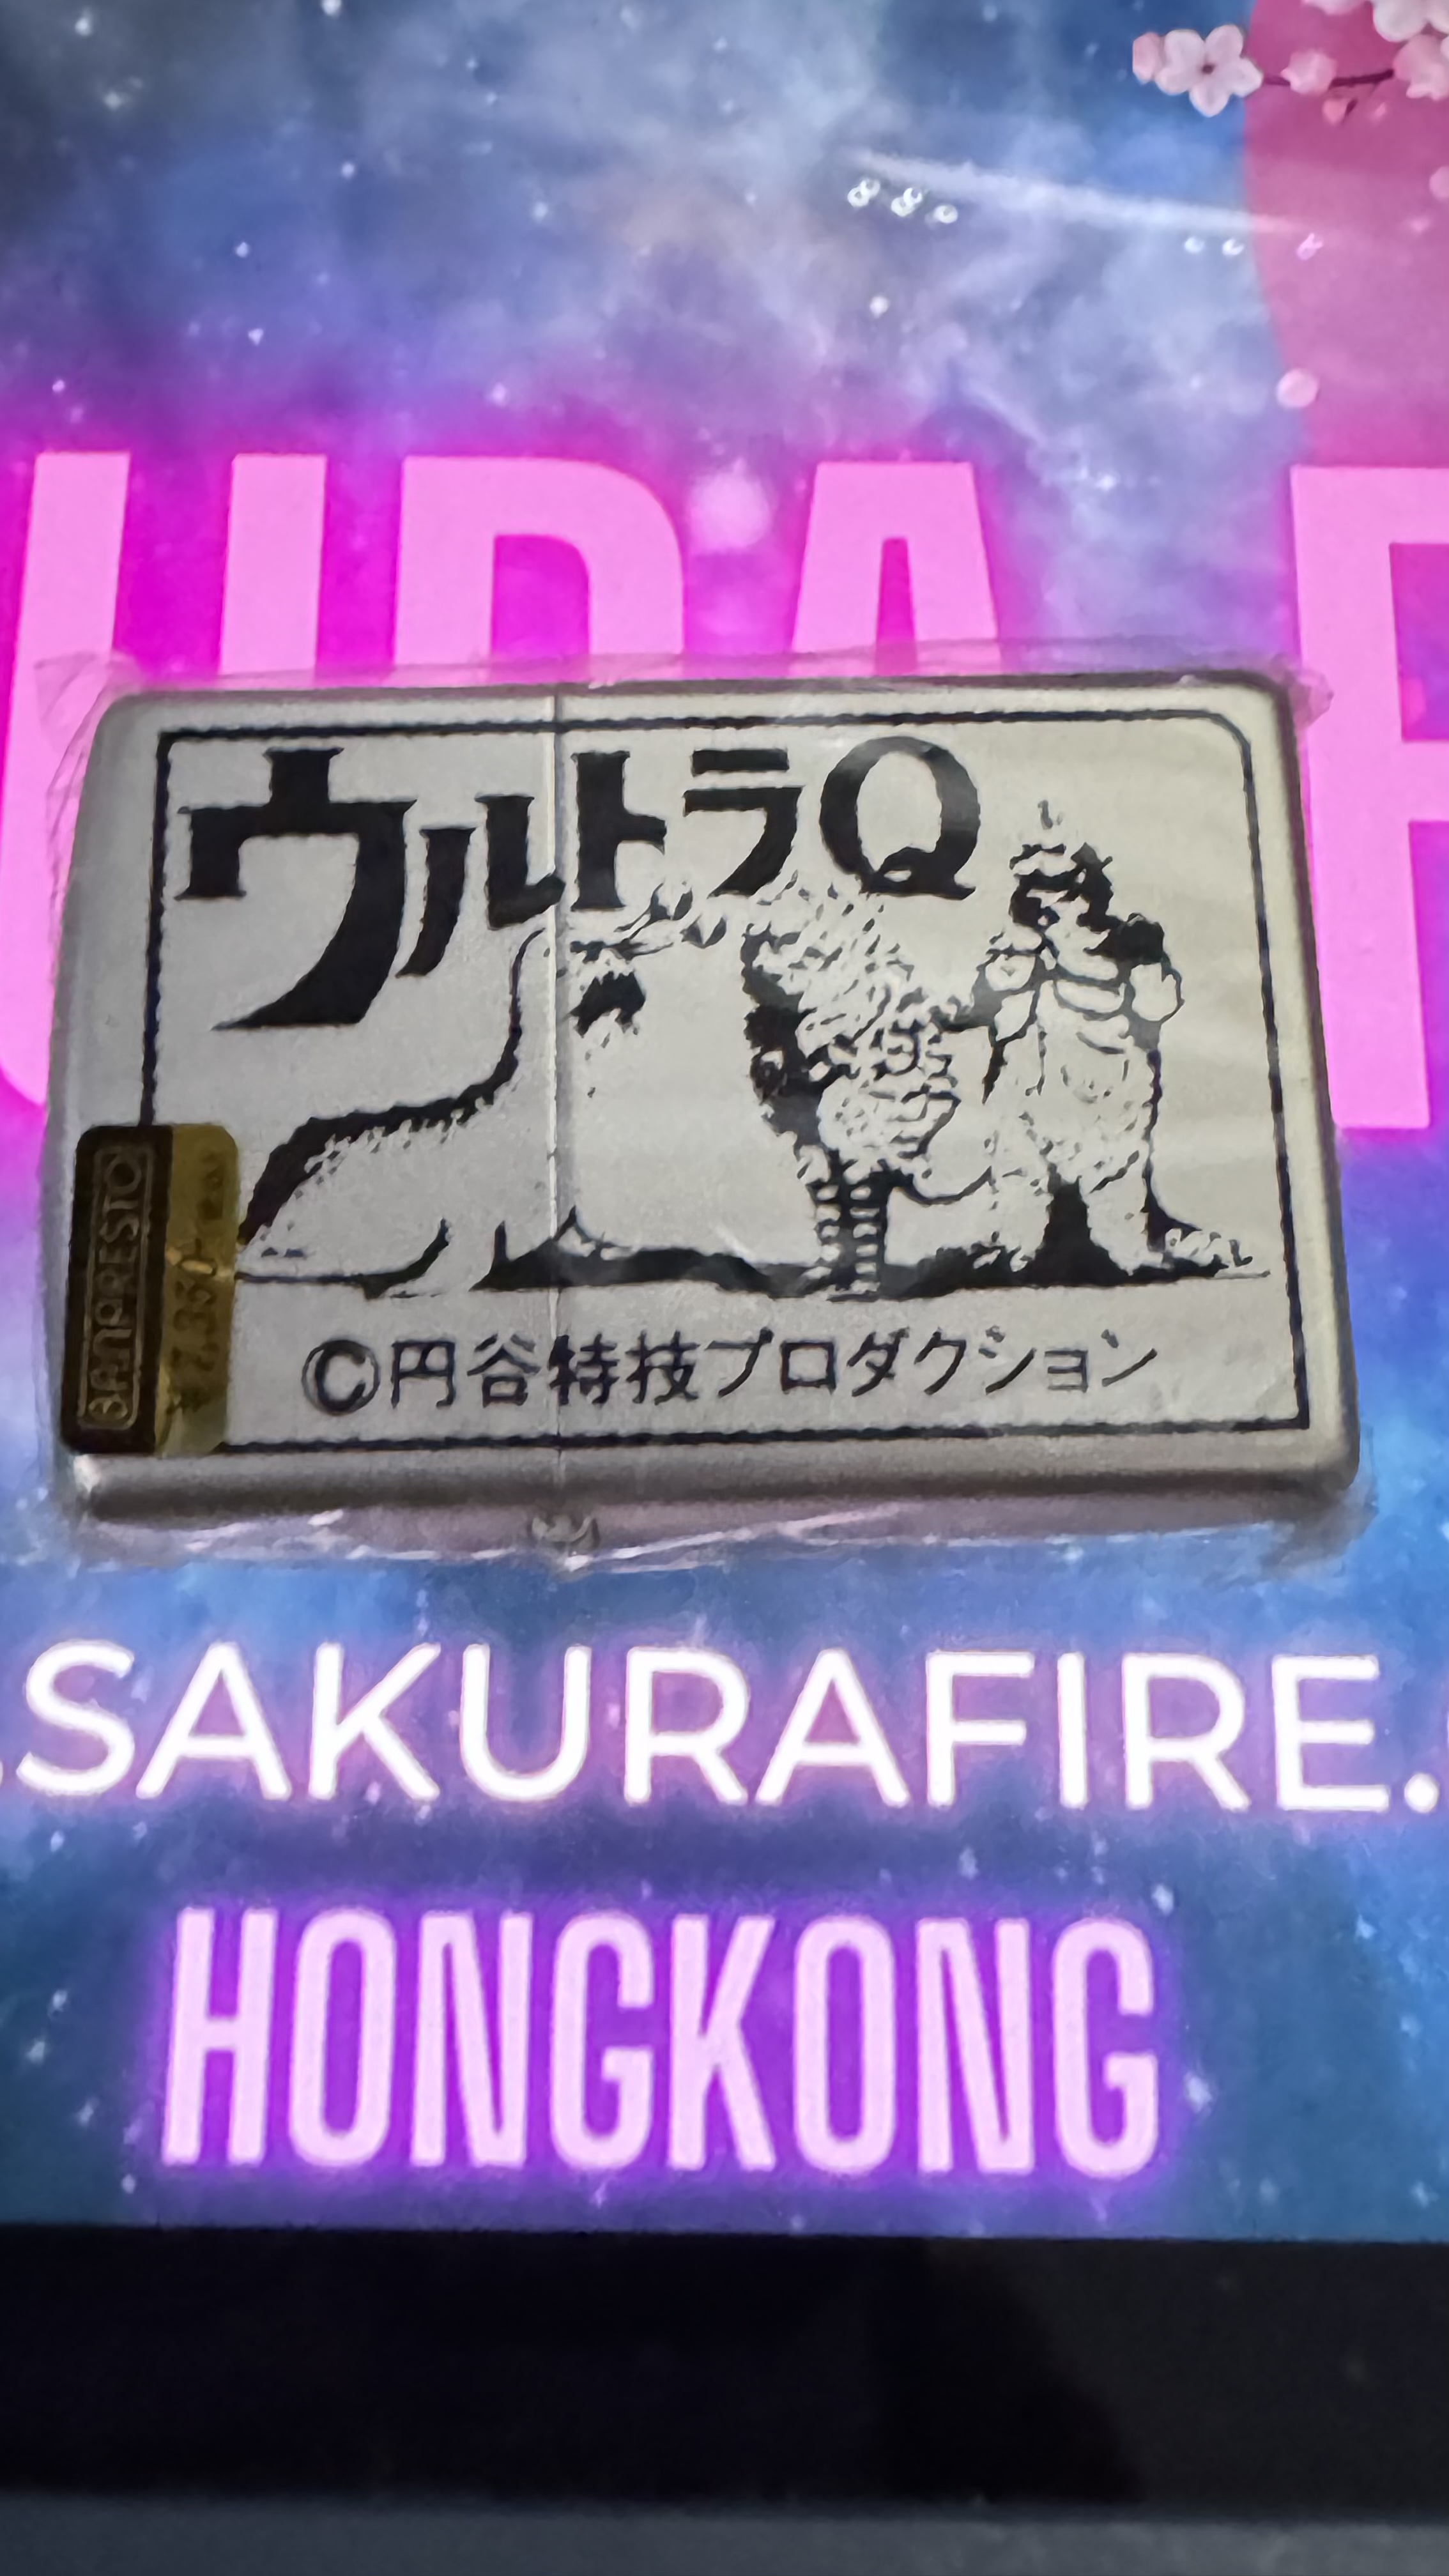 URA F
ウルトラQ
BANPRESTO
©円谷特技プロダクション
.SAKURAFIRE.
HONGKONG